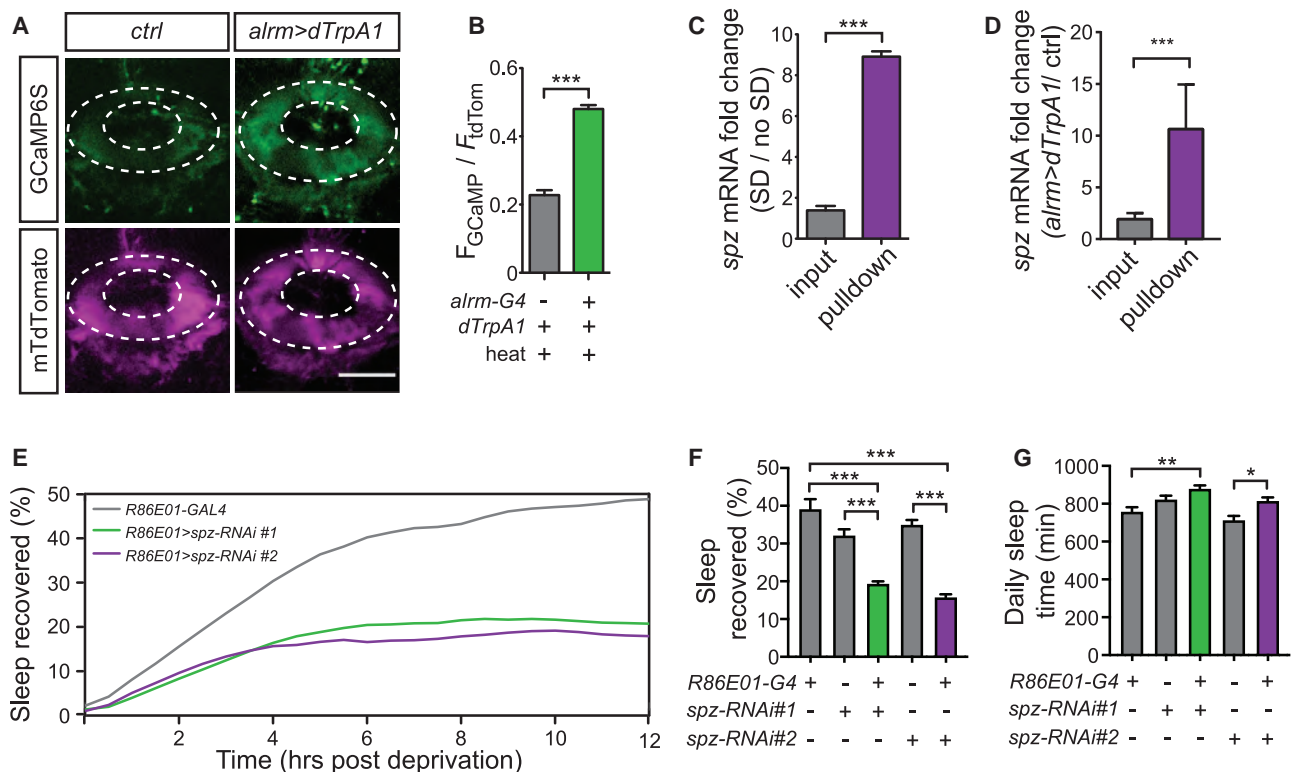 A
ctrl
alrm>dTrpA1
GCaMP6S
mTdTomato
B
F GCaMP / F tdTom
0.6
0.4
0.2
0
***
alrm-G4 - +
dTrpA1 + +
heat + +
C
spz mRNA fold change
(SD / no SD)
10
8
6
4
2
0
***
input
pulldown
D
spz mRNA fold change
(alrm>dTrpA1/ ctrl)
20
15
10
5
0
***
input
pulldown
E
Sleep recovered (%)
50
40
30
20
10
0
R86E01-GAL4
R86E01>spz-RNAi #1
R86E01>spz-RNAi #2
2 4 6 8 10 12
Time (hrs post deprivation)
F
Sleep
recovered (%)
50
40
30
20
10
0
***
***
***
***
R86E01-G4 + - + - +
spz-RNAi#1 - + + - -
spz-RNAi#2 - - - + +
G
Daily sleep
time (min)
1000
800
600
400
200
0
**
*
R86E01-G4 + - + - +
spz-RNAi#1 - + + - -
spz-RNAi#2 - - - + +